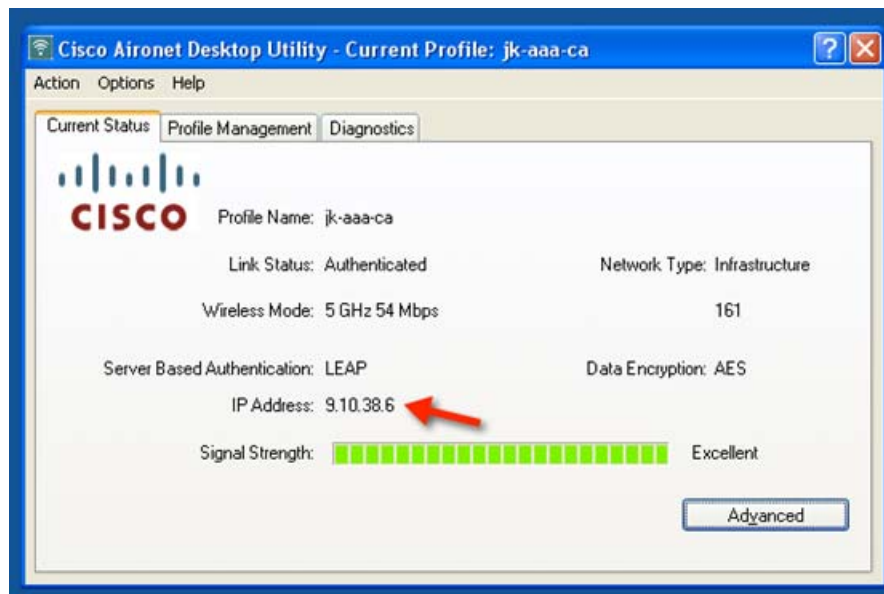 Cisco Aironet Desktop Utility - Current Profile: jk-aaa-ca
Action Options Help
Current Status Profile Management Diagnostics
CISCO
Profile Name: jk-aaa-ca
Link Status: Authenticated Network Type: Infrastructure
Wireless Mode: 5 GHz 54 Mbps 161
Server Based Authentication: LEAP Data Encryption: AES
IP Address: 9.10.38.6
Signal Strength: Excellent
Advanced